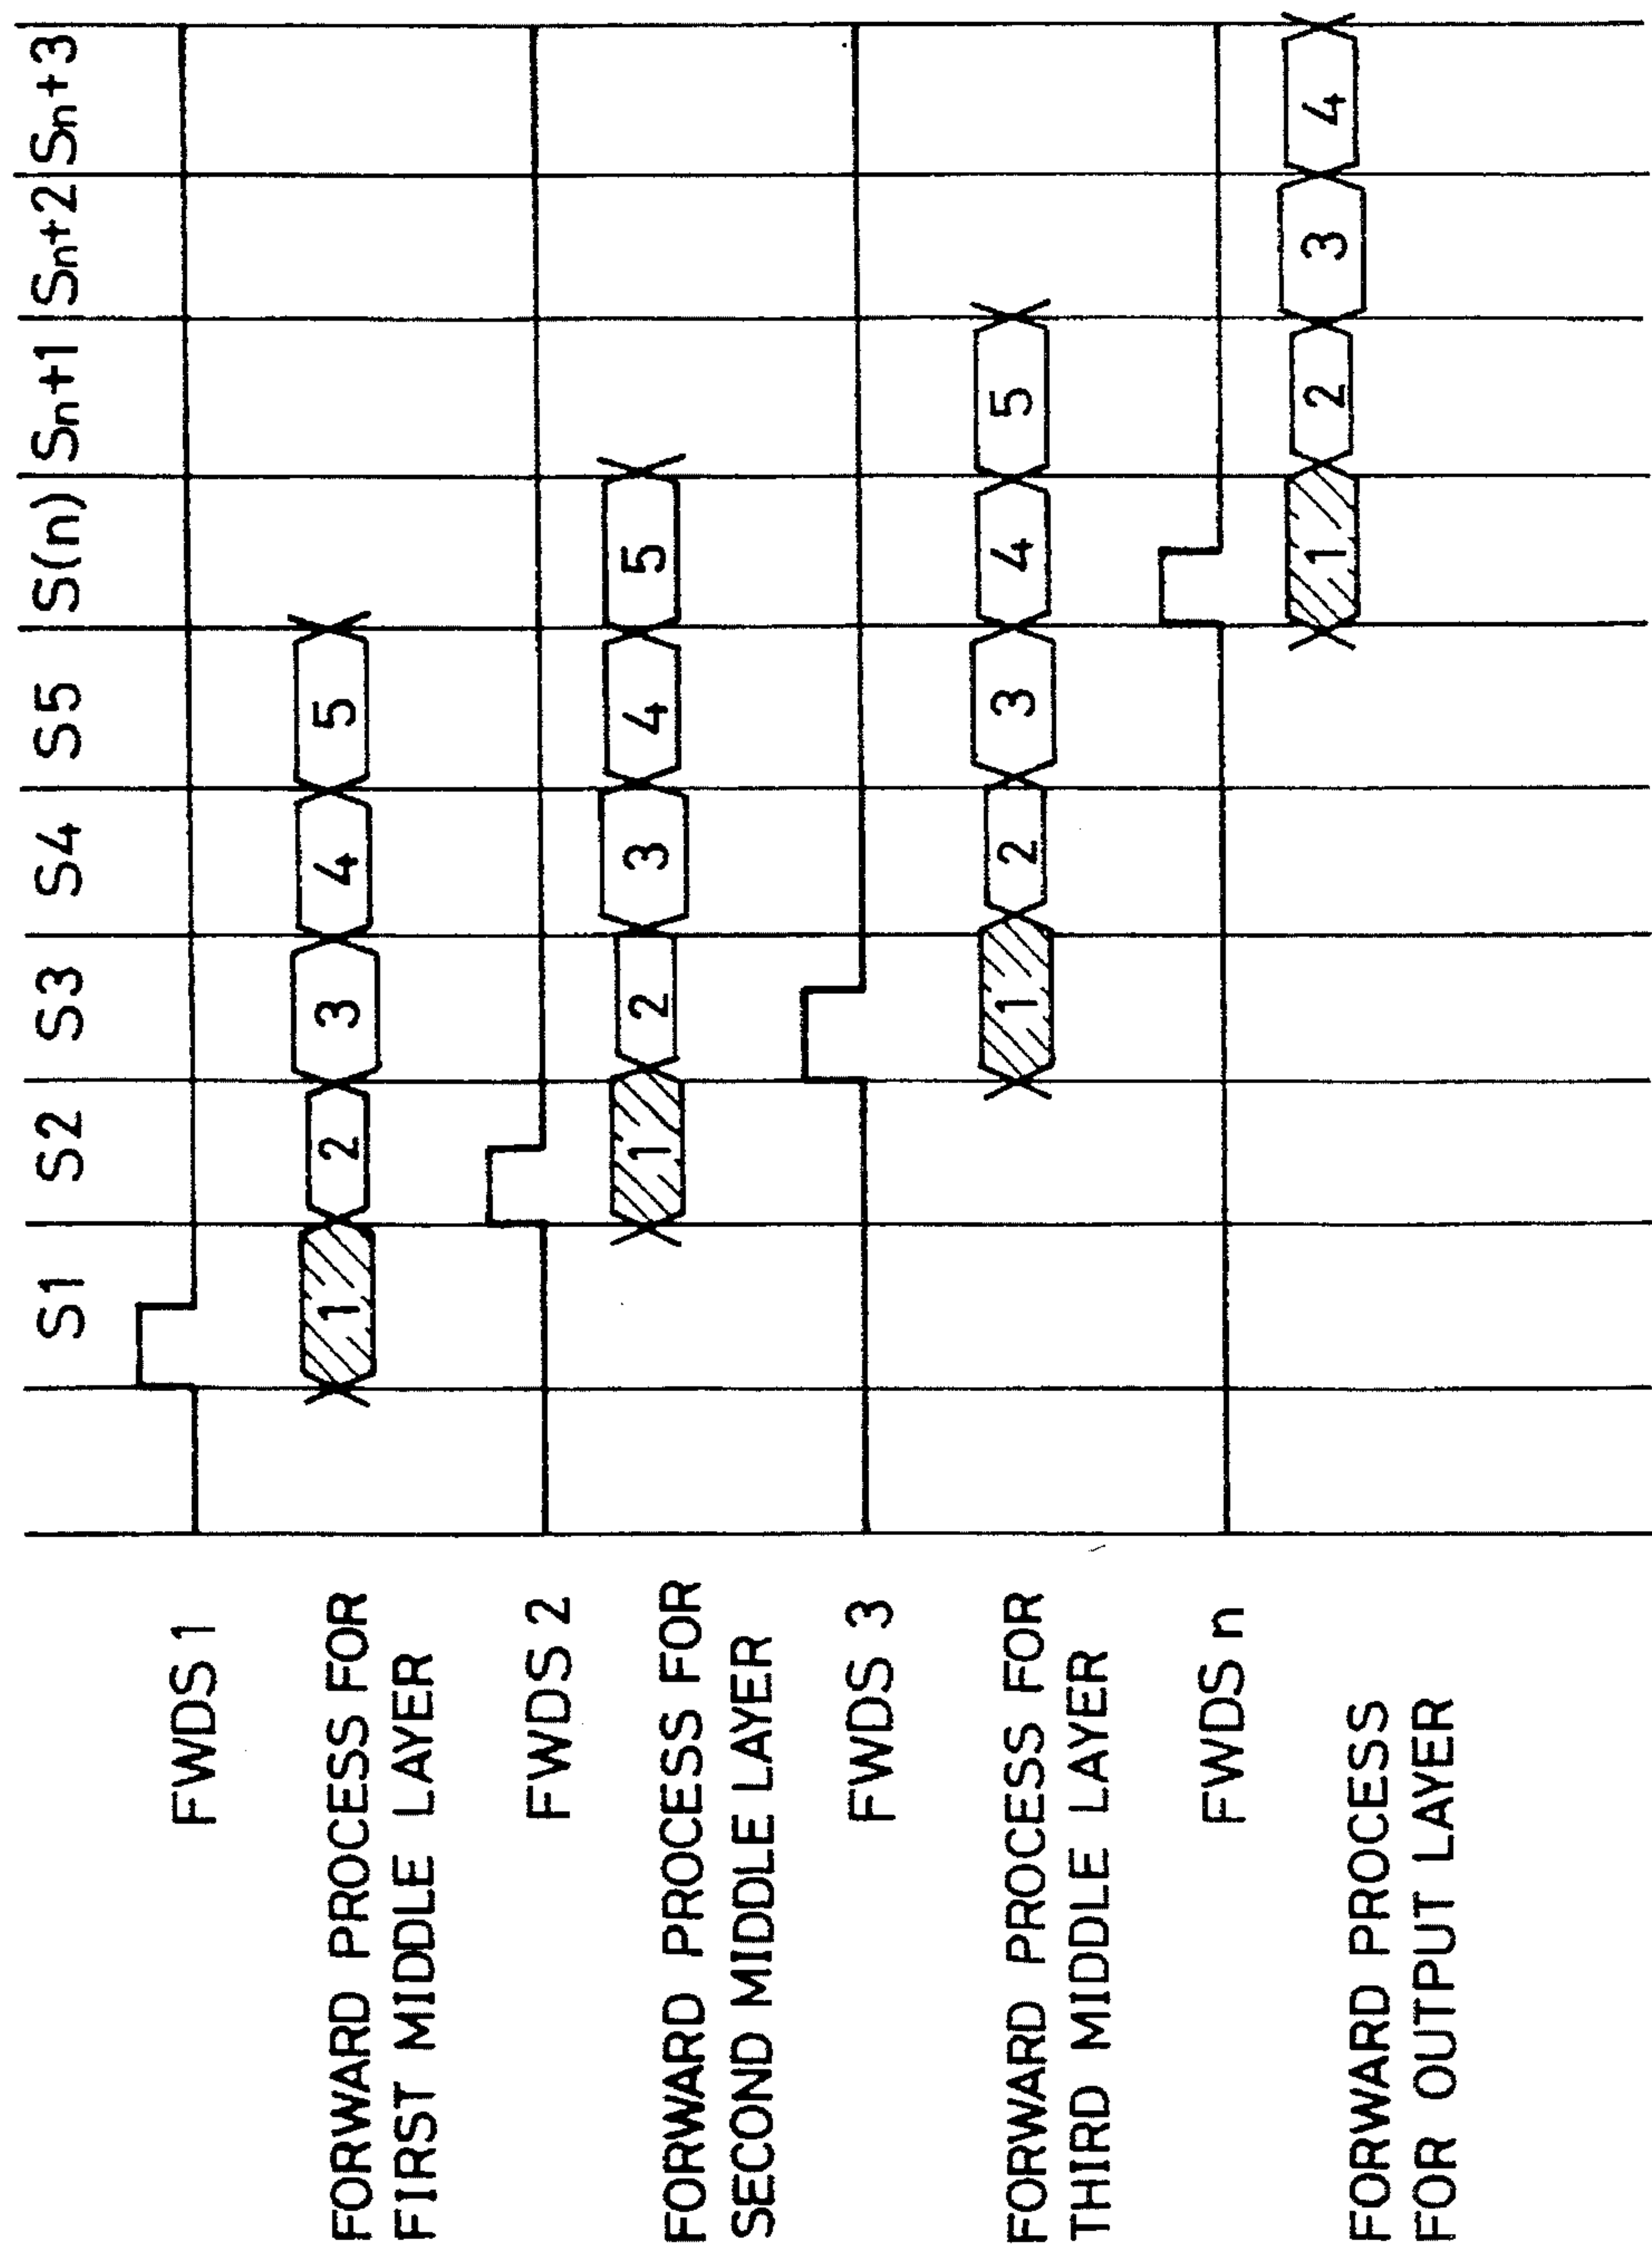 S1 S2 S3 S4 S5 S(n) Sn+1 Sn+2 Sn+3
FWDS 1
FORWARD PROCESS FOR
FIRST MIDDLE LAYER
1 2 3 4 5
FWDS 2
FORWARD PROCESS FOR
SECOND MIDDLE LAYER
1 2 3 4 5
FWDS 3
FORWARD PROCESS FOR
THIRD MIDDLE LAYER
1 2 3 4 5
FWDS n
FORWARD PROCESS
FOR OUTPUT LAYER
1 2 3 4